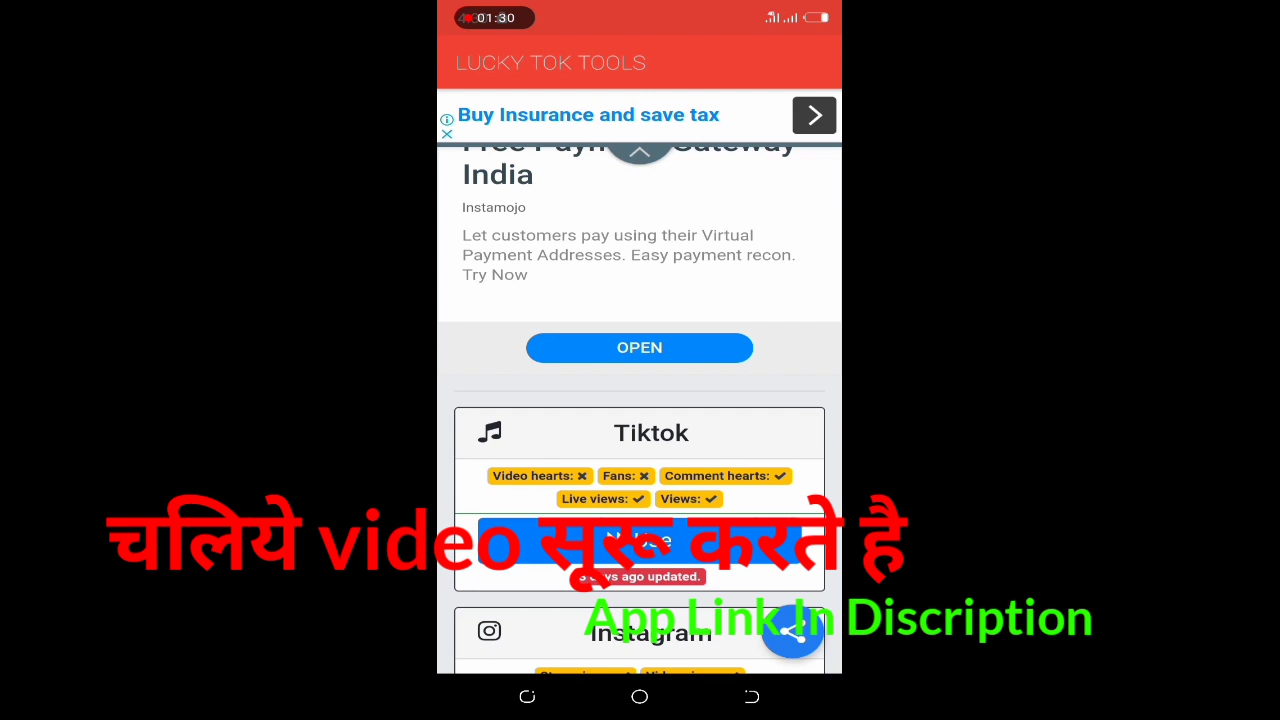 01:30
LUCKY TOK TOOLS
Buy Insurance and save tax
Free Payment Gateway
India
Instamojo
Let customers pay using their Virtual
Payment Addresses. Easy payment recon.
Try Now
OPEN
Tiktok
Video hearts: ✖ Fans: ✖ Comment hearts: ✔
Live views: ✔ Views: ✔
चलिये video सूरू करते है
Use
days ago updated.
App Link In Discription
Instagram